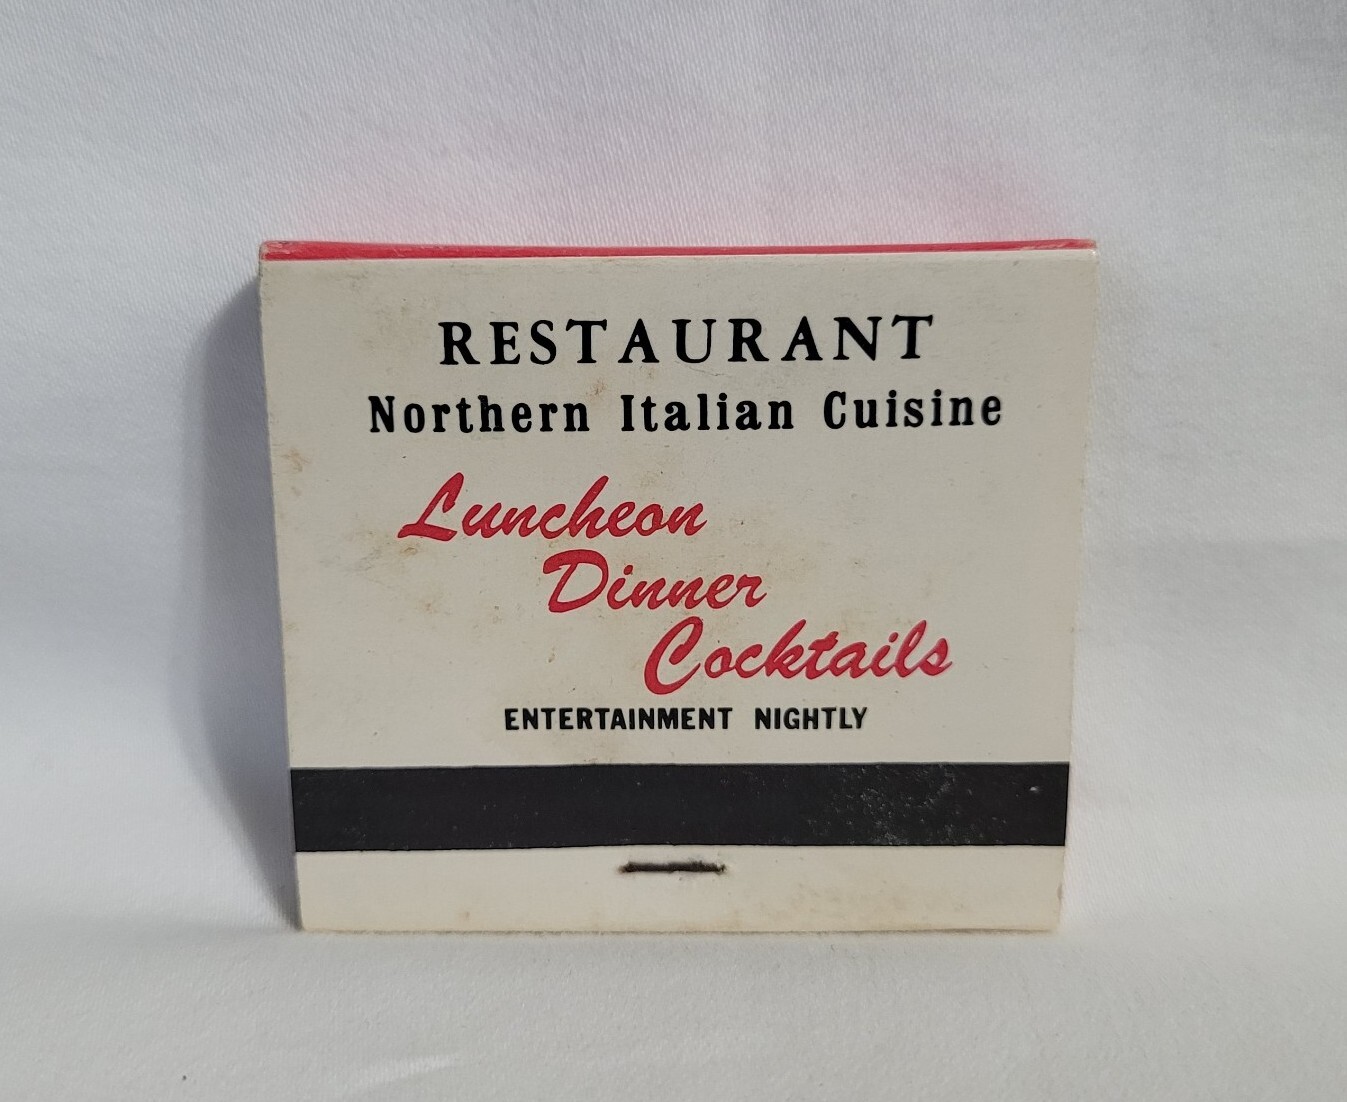 RESTAURANT
Northern Italian Cuisine
Luncheon
Dinner
Cocktails
ENTERTAINMENT NIGHTLY